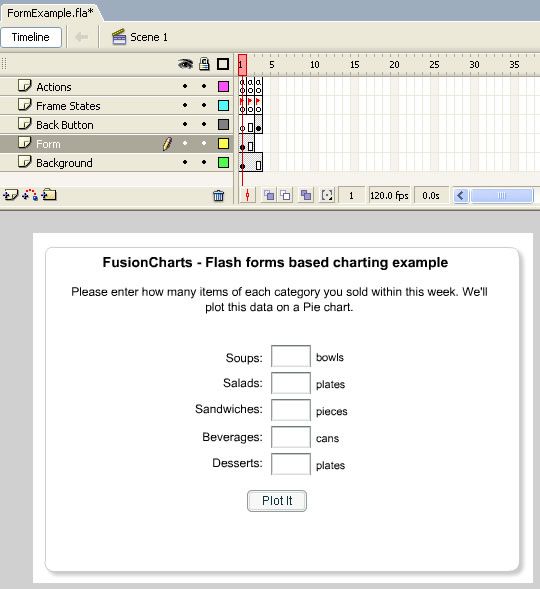 FormExample.fla*
Timeline
Scene 1
1 5 10 15 20 25 30 35
Actions
Frame States
Back Button
Form
Background
1 120.0 fps 0.0s
FusionCharts - Flash forms based charting example
Please enter how many items of each category you sold within this week. We'll
plot this data on a Pie chart.
Soups: bowls
Salads: plates
Sandwiches: pieces
Beverages: cans
Desserts: plates
Plot It